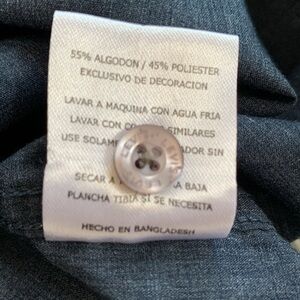 55% ALGODON / 45% POLIESTER
EXCLUSIVO DE DECORACION
LAVAR A MAQUINA CON AGUA FRIA
LAVAR CON SIMILARES
USE SIN
SECAR A BAJA
PLANCHA TIBIA SI SE NECESITA
HECHO EN BANGLADESH